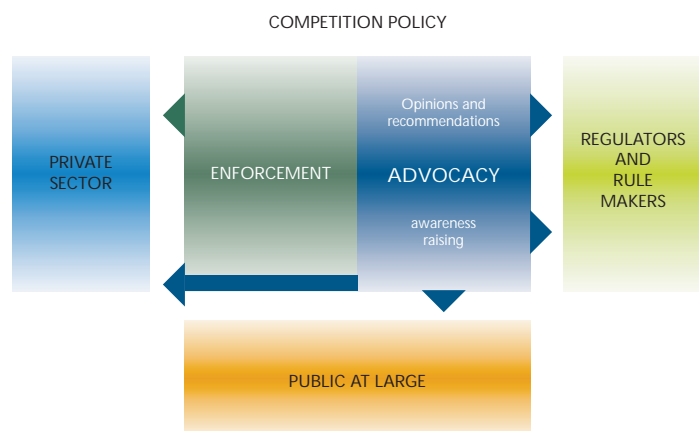 COMPETITION POLICY
PRIVATE
SECTOR
ENFORCEMENT
Opinions and
recommendations
ADVOCACY
awareness
raising
REGULATORS
AND
RULE
MAKERS
PUBLIC AT LARGE